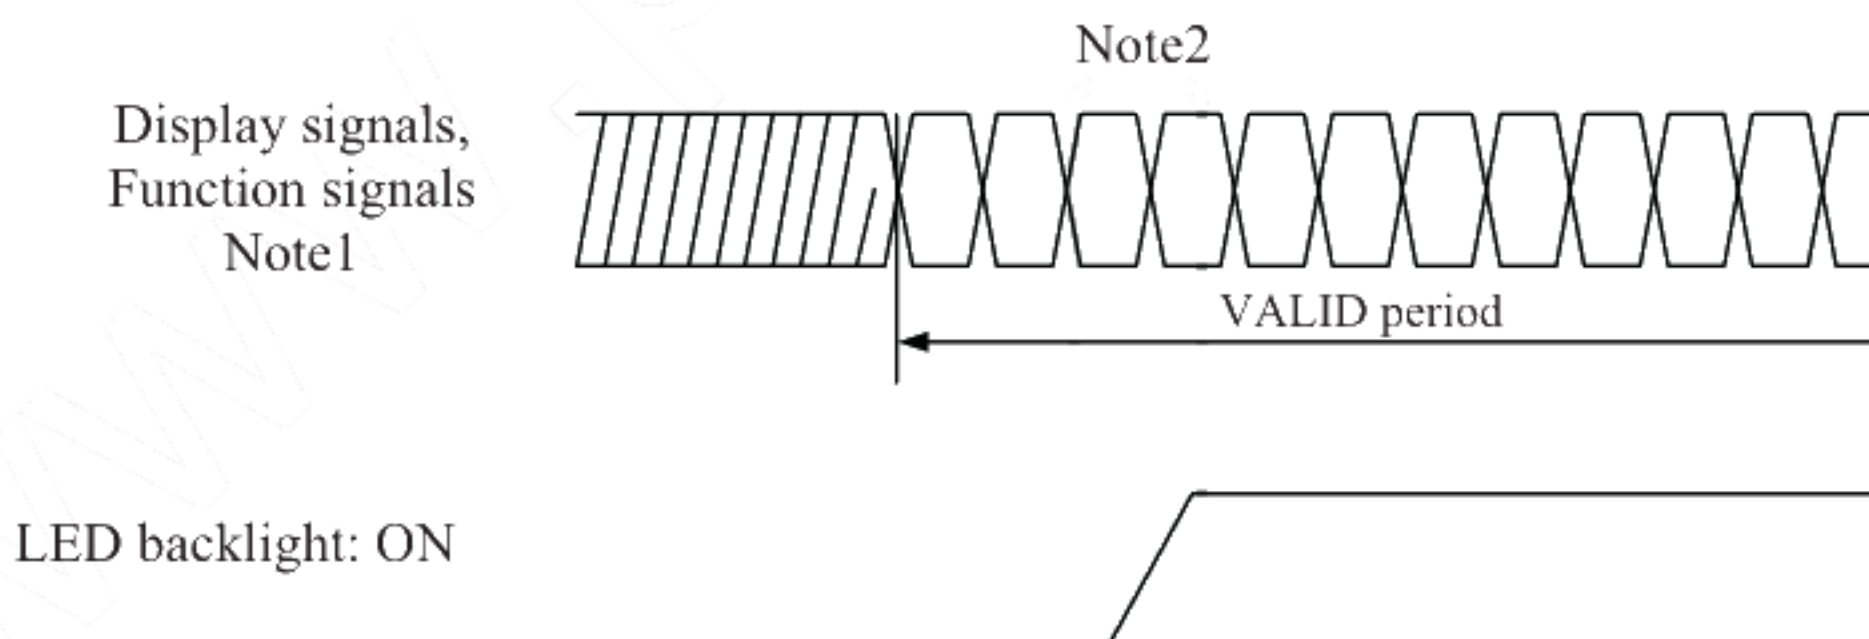 Note2
Display signals,
Function signals
Note1
VALID period
LED backlight: ON